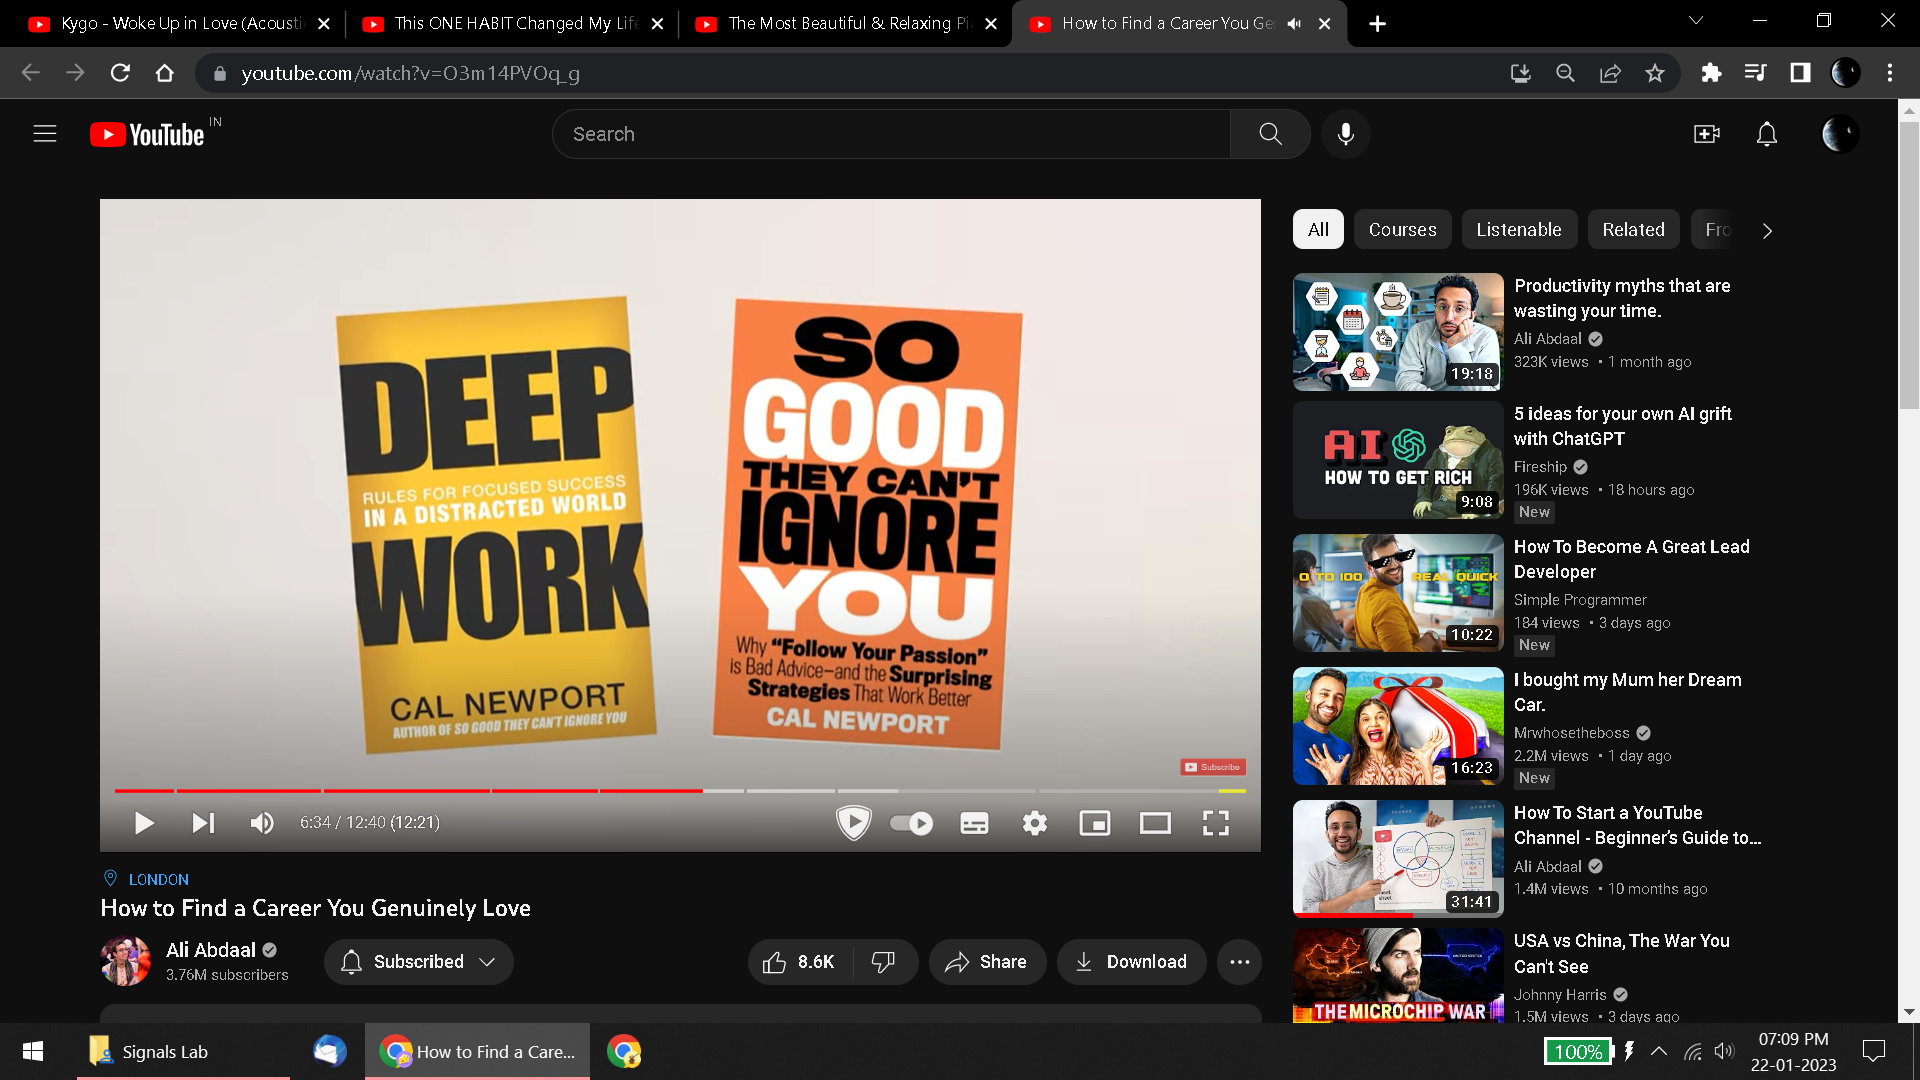 Kygo - Woke Up in Love (Acousti
This ONE HABIT Changed My Life
The Most Beautiful & Relaxing Pi
How to Find a Career You Ge
youtube.com/watch?v=O3m14PVOq_g
YouTube IN
Search
DEEP
RULES FOR FOCUSED SUCCESS
IN A DISTRACTED WORLD
WORK
CAL NEWPORT
AUTHOR OF SO GOOD THEY CAN'T IGNORE YOU
SO
GOOD
THEY CAN'T
IGNORE
YOU
Why "Follow Your Passion"
is Bad Advice—and the Surprising
Strategies That Work Better
CAL NEWPORT
Subscribe
6:34 / 12:40 (12:21)
LONDON
How to Find a Career You Genuinely Love
Ali Abdaal
3.76M subscribers
Subscribed
8.6K
Share
Download
All
Courses
Listenable
Related
Fro
19:18
Productivity myths that are
wasting your time.
Ali Abdaal
323K views • 1 month ago
AI
HOW TO GET RICH
9:08
5 ideas for your own AI grift
with ChatGPT
Fireship
196K views • 18 hours ago
New
0 TO 100 REAL QUICK
10:22
How To Become A Great Lead
Developer
Simple Programmer
184 views • 3 days ago
New
16:23
I bought my Mum her Dream
Car.
Mrwhosetheboss
2.2M views • 1 day ago
New
31:41
How To Start a YouTube
Channel - Beginner's Guide to...
Ali Abdaal
1.4M views • 10 months ago
THE MICROCHIP WAR
USA vs China, The War You
Can't See
Johnny Harris
1.5M views • 3 days ago
Signals Lab
How to Find a Care...
100%
07:09 PM
22-01-2023